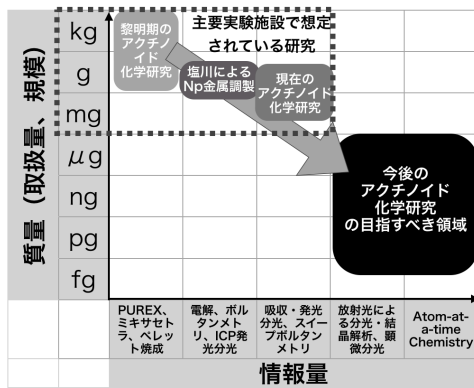 主要実験施設で想定
されている研究
黎明期の
アクチノ
イド
化学研究
塩川による
Np金属調製
現在の
アクチノイド
化学研究
今後の
アクチノイド
化学研究
の目指すべき領域
質量（取扱量、規模）
kg
g
mg
μg
ng
pg
fg
PUREX、
ミキサセト
ラ、ペレッ
ト焼成
電解、ボル
タンメト
リ、ICP発
光分光
吸収・発光
分光、スイー
プボルタン
メトリ
放射光によ
る分光・結
晶解析、顕
微分光
Atom-at-
a-time
Chemistry
情報量